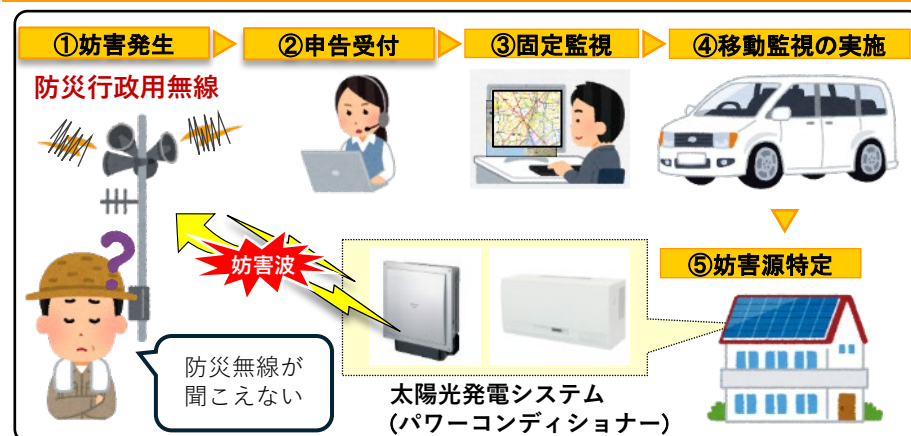 ①妨害発生
②申告受付
③固定監視
④移動監視の実施
防災行政用無線
妨害波
⑤妨害源特定
防災無線が
聞こえない
太陽光発電システム
(パワーコンディショナー)